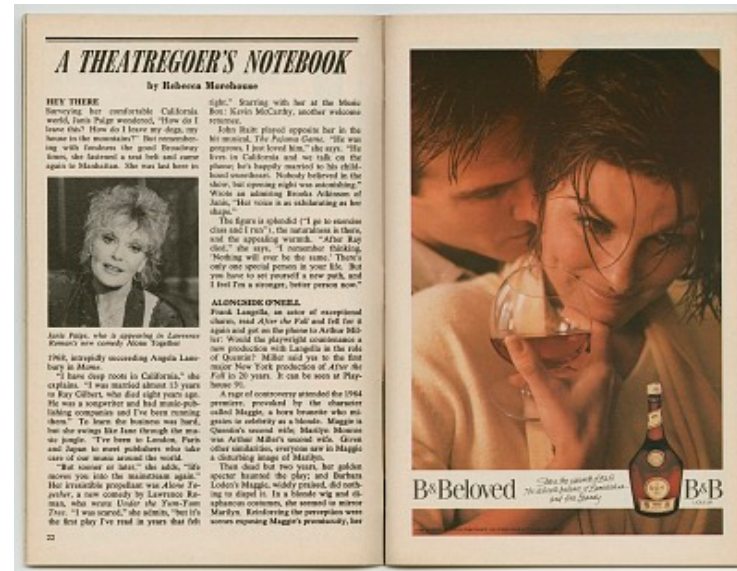 A THEATREGOER'S NOTEBOOK
by Rebecca Morehouse
HEY THERE
Surveying her comfortable California
world, Janis Paige wondered, "How do I
leave this? How do I leave my dogs, my
house in the mountains?" But remember-
ing with fondness the good Broadway
times, she fastened a seat belt and came
again to Manhattan. She was last here in
Janis Paige, who is appearing in Lawrence
Roman's new comedy Alone Together
1968, intrepidly succeeding Angela Lans-
bury in Mame.
"I have deep roots in California," she
explains. "I was married almost 15 years
to Ray Gilbert, who died eight years ago.
He was a songwriter and had music-pub-
lishing companies and I've been running
them." To learn the business was hard,
but she swings like Jane through the mu-
sic jungle. "I've been to London, Paris
and Japan to meet publishers who take
care of our music around the world.
"But sooner or later," she adds, "life
moves you into the mainstream again."
Her irresistible propellant was Alone To-
gether, a new comedy by Lawrence Ro-
man, who wrote Under the Yum-Yum
Tree. "I was scared," she admits, "but it's
the first play I've read in years that felt
22
right." Starring with her at the Music
Box: Kevin McCarthy, another welcome
returnee.
John Raitt played opposite her in the
hit musical, The Pajama Game. "He was
gorgeous, I just loved him," she says. "He
lives in California and we talk on the
phone; he's happily married to his child-
hood sweetheart. Nobody believed in the
show, but opening night was astonishing."
Wrote an admiring Brooks Atkinson of
Janis, "Her voice is as exhilarating as her
shape."
The figure is splendid ("I go to exercise
class and I run"), the naturalness is there,
and the appealing warmth. "After Ray
died," she says, "I remember thinking,
'Nothing will ever be the same.' There's
only one special person in your life. But
you have to set yourself a new path, and
I feel I'm a stronger, better person now."
ALONGSIDE O'NEILL
Frank Langella, an actor of exceptional
charm, read After the Fall and fell for it
again and got on the phone to Arthur Mil-
ler: Would the playwright countenance a
new production with Langella in the role
of Quentin? Miller said yes to the first
major New York production of After the
Fall in 20 years. It can be seen at Play-
house 91.
A rage of controversy attended the 1964
premiere, provoked by the character
called Maggie, a born brunette who mi-
grates to celebrity as a blonde. Maggie is
Quentin's second wife; Marilyn Monroe
was Arthur Miller's second wife. Given
other similarities, everyone saw in Maggie
a disturbing image of Marilyn.
Then dead but two years, her golden
specter haunted the play; and Barbara
Loden's Maggie, widely praised, did noth-
ing to dispel it. In a blonde wig and di-
aphanous costumes, she seemed to mirror
Marilyn. Reinforcing the perception were
scenes exposing Maggie's promiscuity, her
B&Beloved
Share the warmth of B&B
The delicate balance of Benedictine
and fine Brandy
B&B